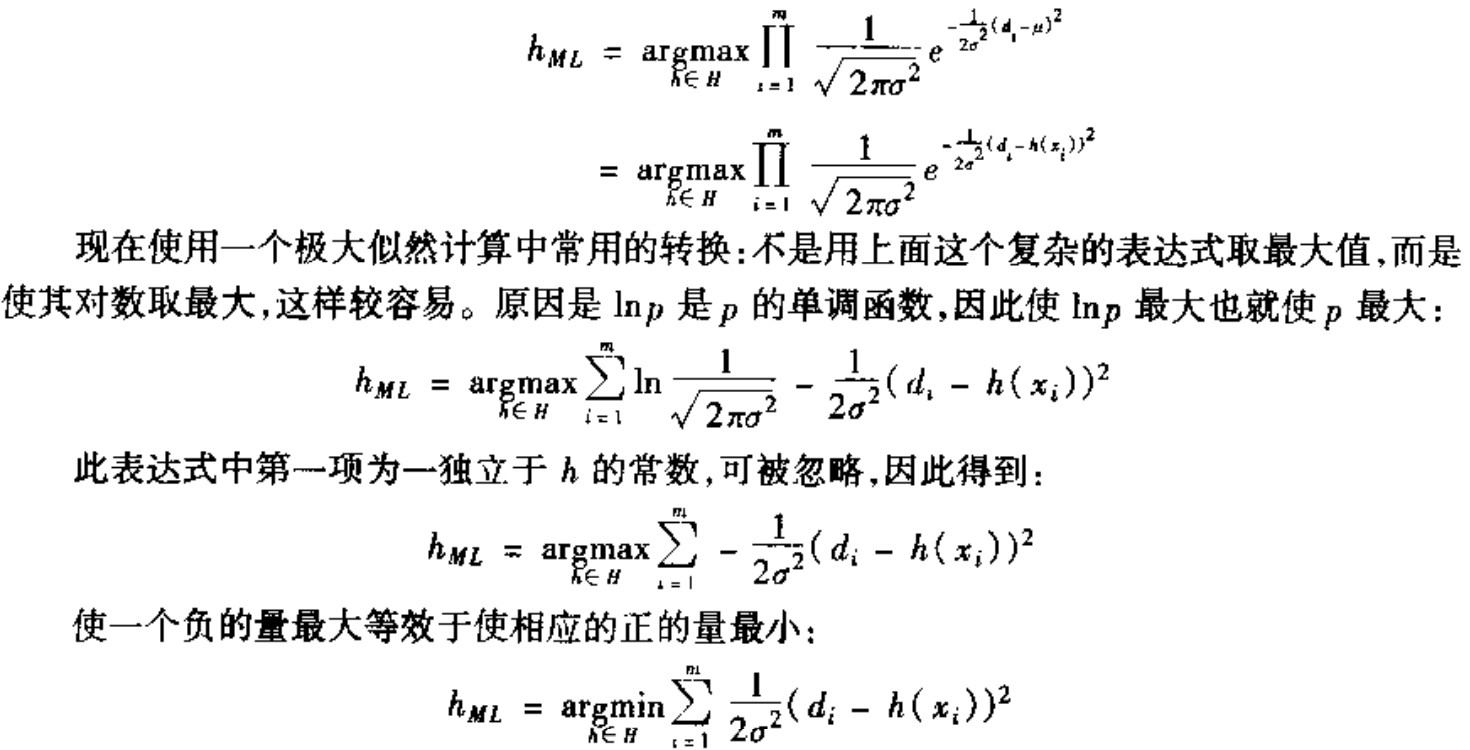 h_{ML} = \underset{h \in H}{\operatorname{argmax}} \prod_{i=1}^{m} \frac{1}{\sqrt{2\pi\sigma^2}} e^{-\frac{1}{2\sigma^2}(d_i-\mu)^2}
= \underset{h \in H}{\operatorname{argmax}} \prod_{i=1}^{m} \frac{1}{\sqrt{2\pi\sigma^2}} e^{-\frac{1}{2\sigma^2}(d_i-h(x_i))^2}
现在使用一个极大似然计算中常用的转换:不是用上面这个复杂的表达式取最大值,而是
使其对数取最大,这样较容易。原因是 lnp 是 p 的单调函数,因此使 lnp 最大也就使 p 最大:
h_{ML} = \underset{h \in H}{\operatorname{argmax}} \sum_{i=1}^{m} \ln \frac{1}{\sqrt{2\pi\sigma^2}} - \frac{1}{2\sigma^2}(d_i - h(x_i))^2
此表达式中第一项为一独立于 h 的常数,可被忽略,因此得到:
h_{ML} = \underset{h \in H}{\operatorname{argmax}} \sum_{i=1}^{m} - \frac{1}{2\sigma^2}(d_i - h(x_i))^2
使一个负的量最大等效于使相应的正的量最小:
h_{ML} = \underset{h \in H}{\operatorname{argmin}} \sum_{i=1}^{m} \frac{1}{2\sigma^2}(d_i - h(x_i))^2